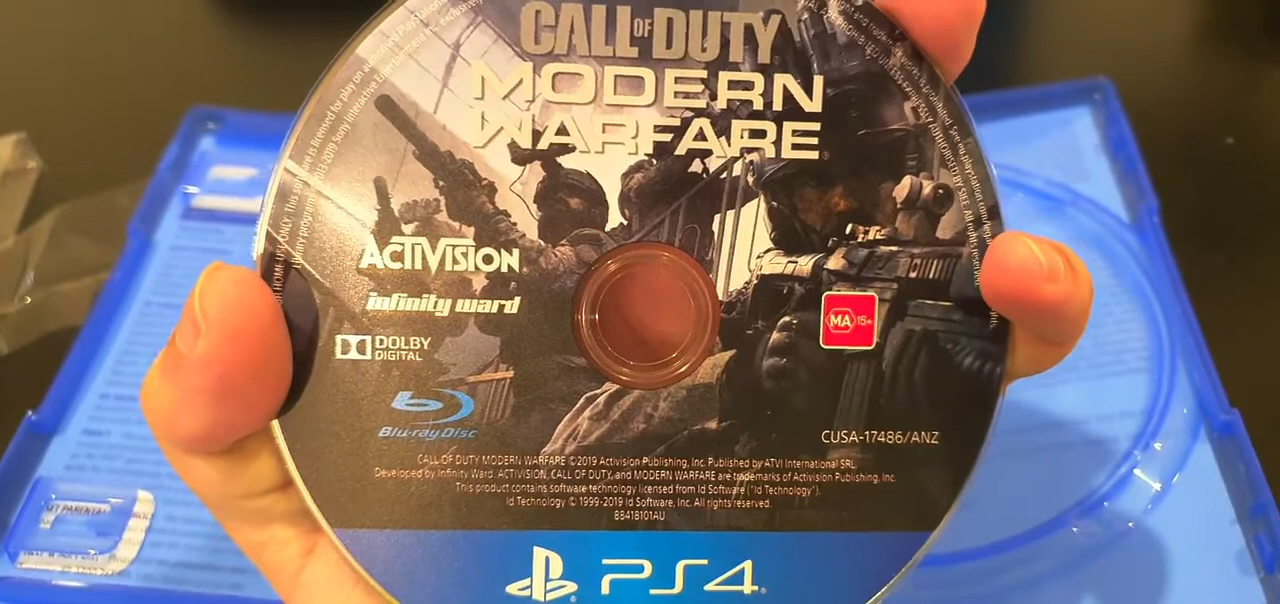 CALL OF DUTY
MODERN
WARFARE
ACTIVISION
infinity ward
DOLBY
DIGITAL
MA 15+
Blu-ray Disc
CUSA-17486/ANZ
CALL OF DUTY MODERN WARFARE ©2019 Activision Publishing, Inc. Published by ATVI International SRL.
Developed by Infinity Ward. ACTIVISION, CALL OF DUTY, and MODERN WARFARE are trademarks of Activision Publishing, Inc.
This product contains software technology licensed from Id Software ("Id Technology").
Id Technology © 1999-2019 Id Software, Inc. All rights reserved.
88418101AU
PS4